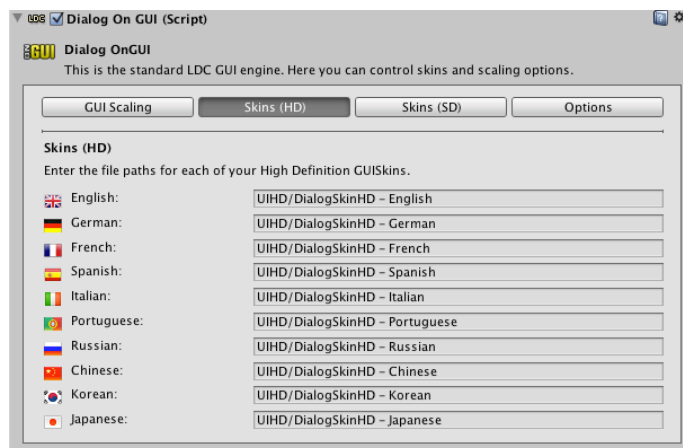 LDC Dialog On GUI (Script)
GUI Dialog OnGUI
This is the standard LDC GUI engine. Here you can control skins and scaling options.
GUI Scaling Skins (HD) Skins (SD) Options
Skins (HD)
Enter the file paths for each of your High Definition GUISkins.
English: UIHD/DialogSkinHD - English
German: UIHD/DialogSkinHD - German
French: UIHD/DialogSkinHD - French
Spanish: UIHD/DialogSkinHD - Spanish
Italian: UIHD/DialogSkinHD - Italian
Portuguese: UIHD/DialogSkinHD - Portuguese
Russian: UIHD/DialogSkinHD - Russian
Chinese: UIHD/DialogSkinHD - Chinese
Korean: UIHD/DialogSkinHD - Korean
Japanese: UIHD/DialogSkinHD - Japanese